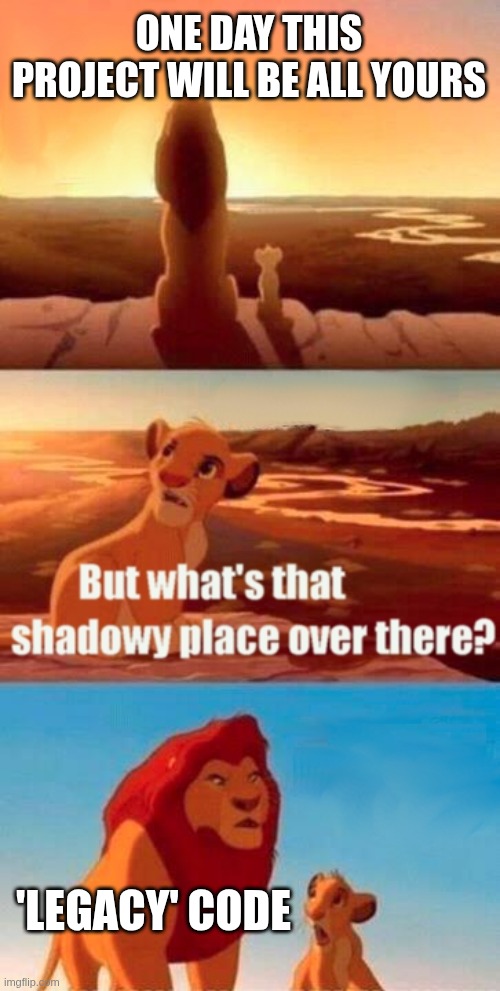 ONE DAY THIS
PROJECT WILL BE ALL YOURS
But what's that
shadowy place over there?
'LEGACY' CODE
imgflip.com